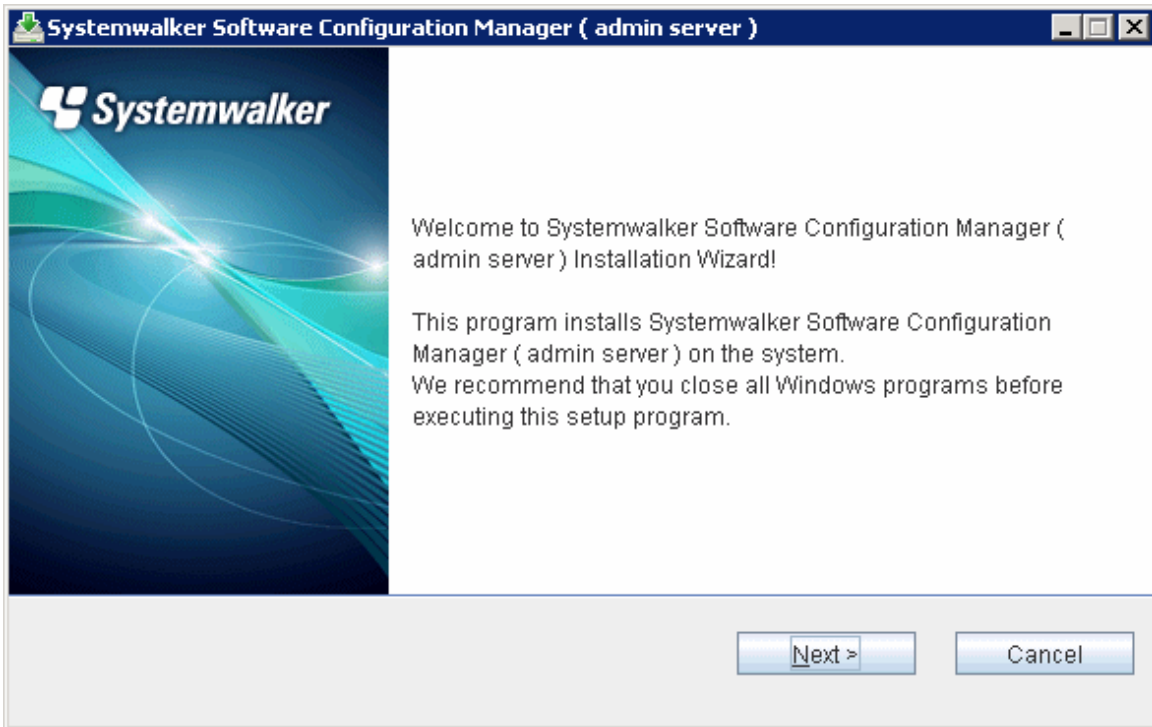 Systemwalker Software Configuration Manager ( admin server )
Systemwalker
Welcome to Systemwalker Software Configuration Manager (
admin server ) Installation Wizard!
This program installs Systemwalker Software Configuration
Manager ( admin server ) on the system.
We recommend that you close all Windows programs before
executing this setup program.
Next >
Cancel